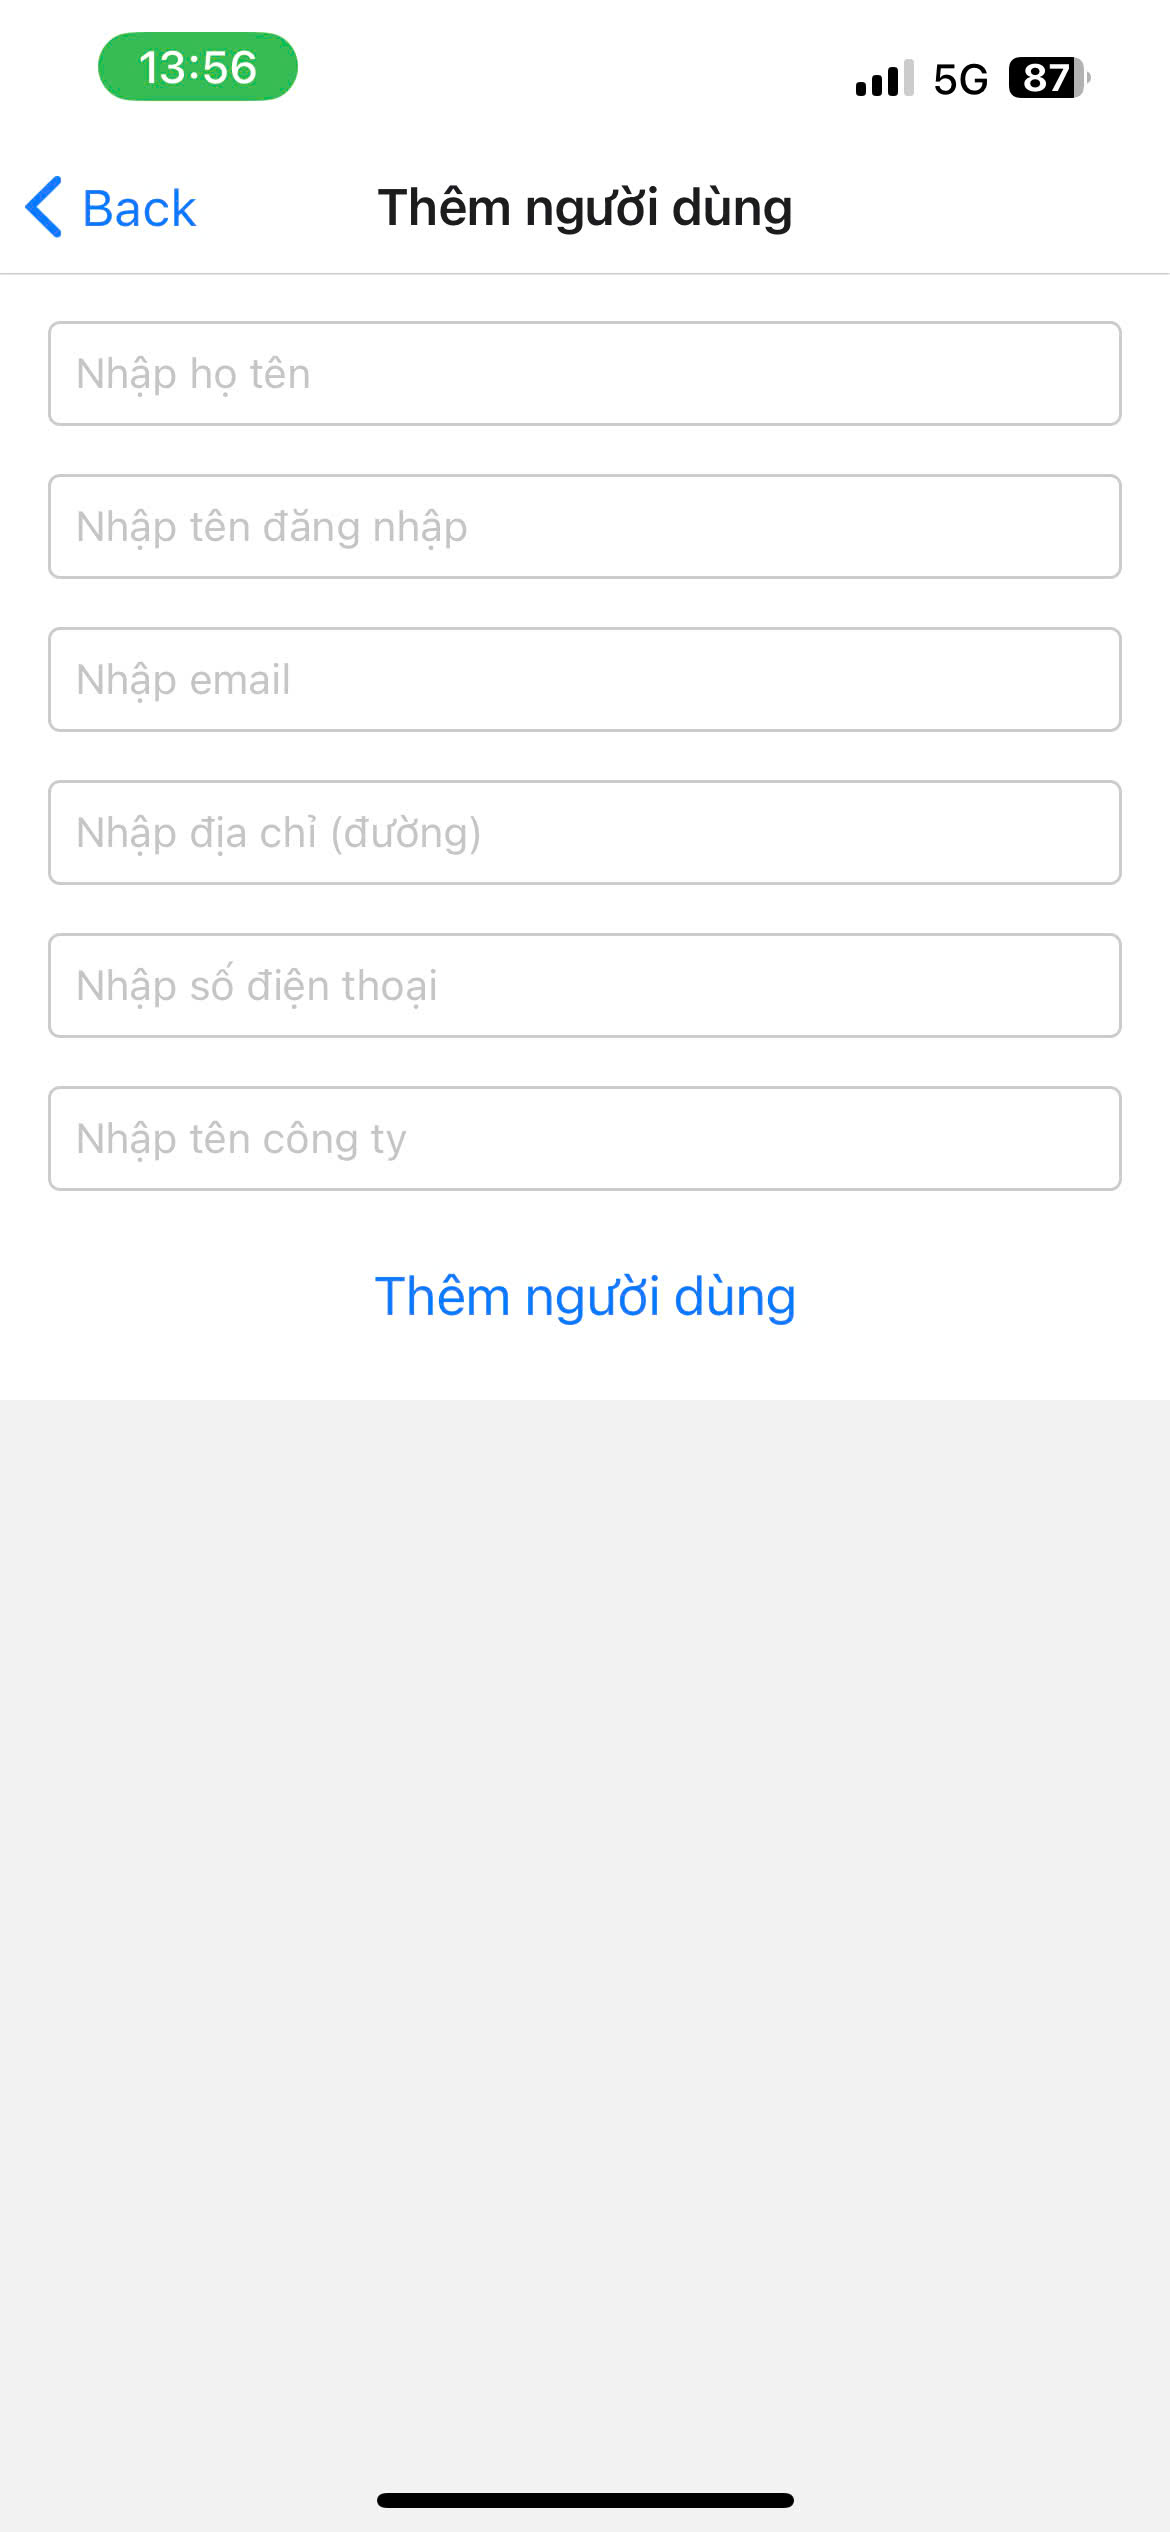 13:56
5G 87
Back
Thêm người dùng
Nhập họ tên
Nhập tên đăng nhập
Nhập email
Nhập địa chỉ (đường)
Nhập số điện thoại
Nhập tên công ty
Thêm người dùng